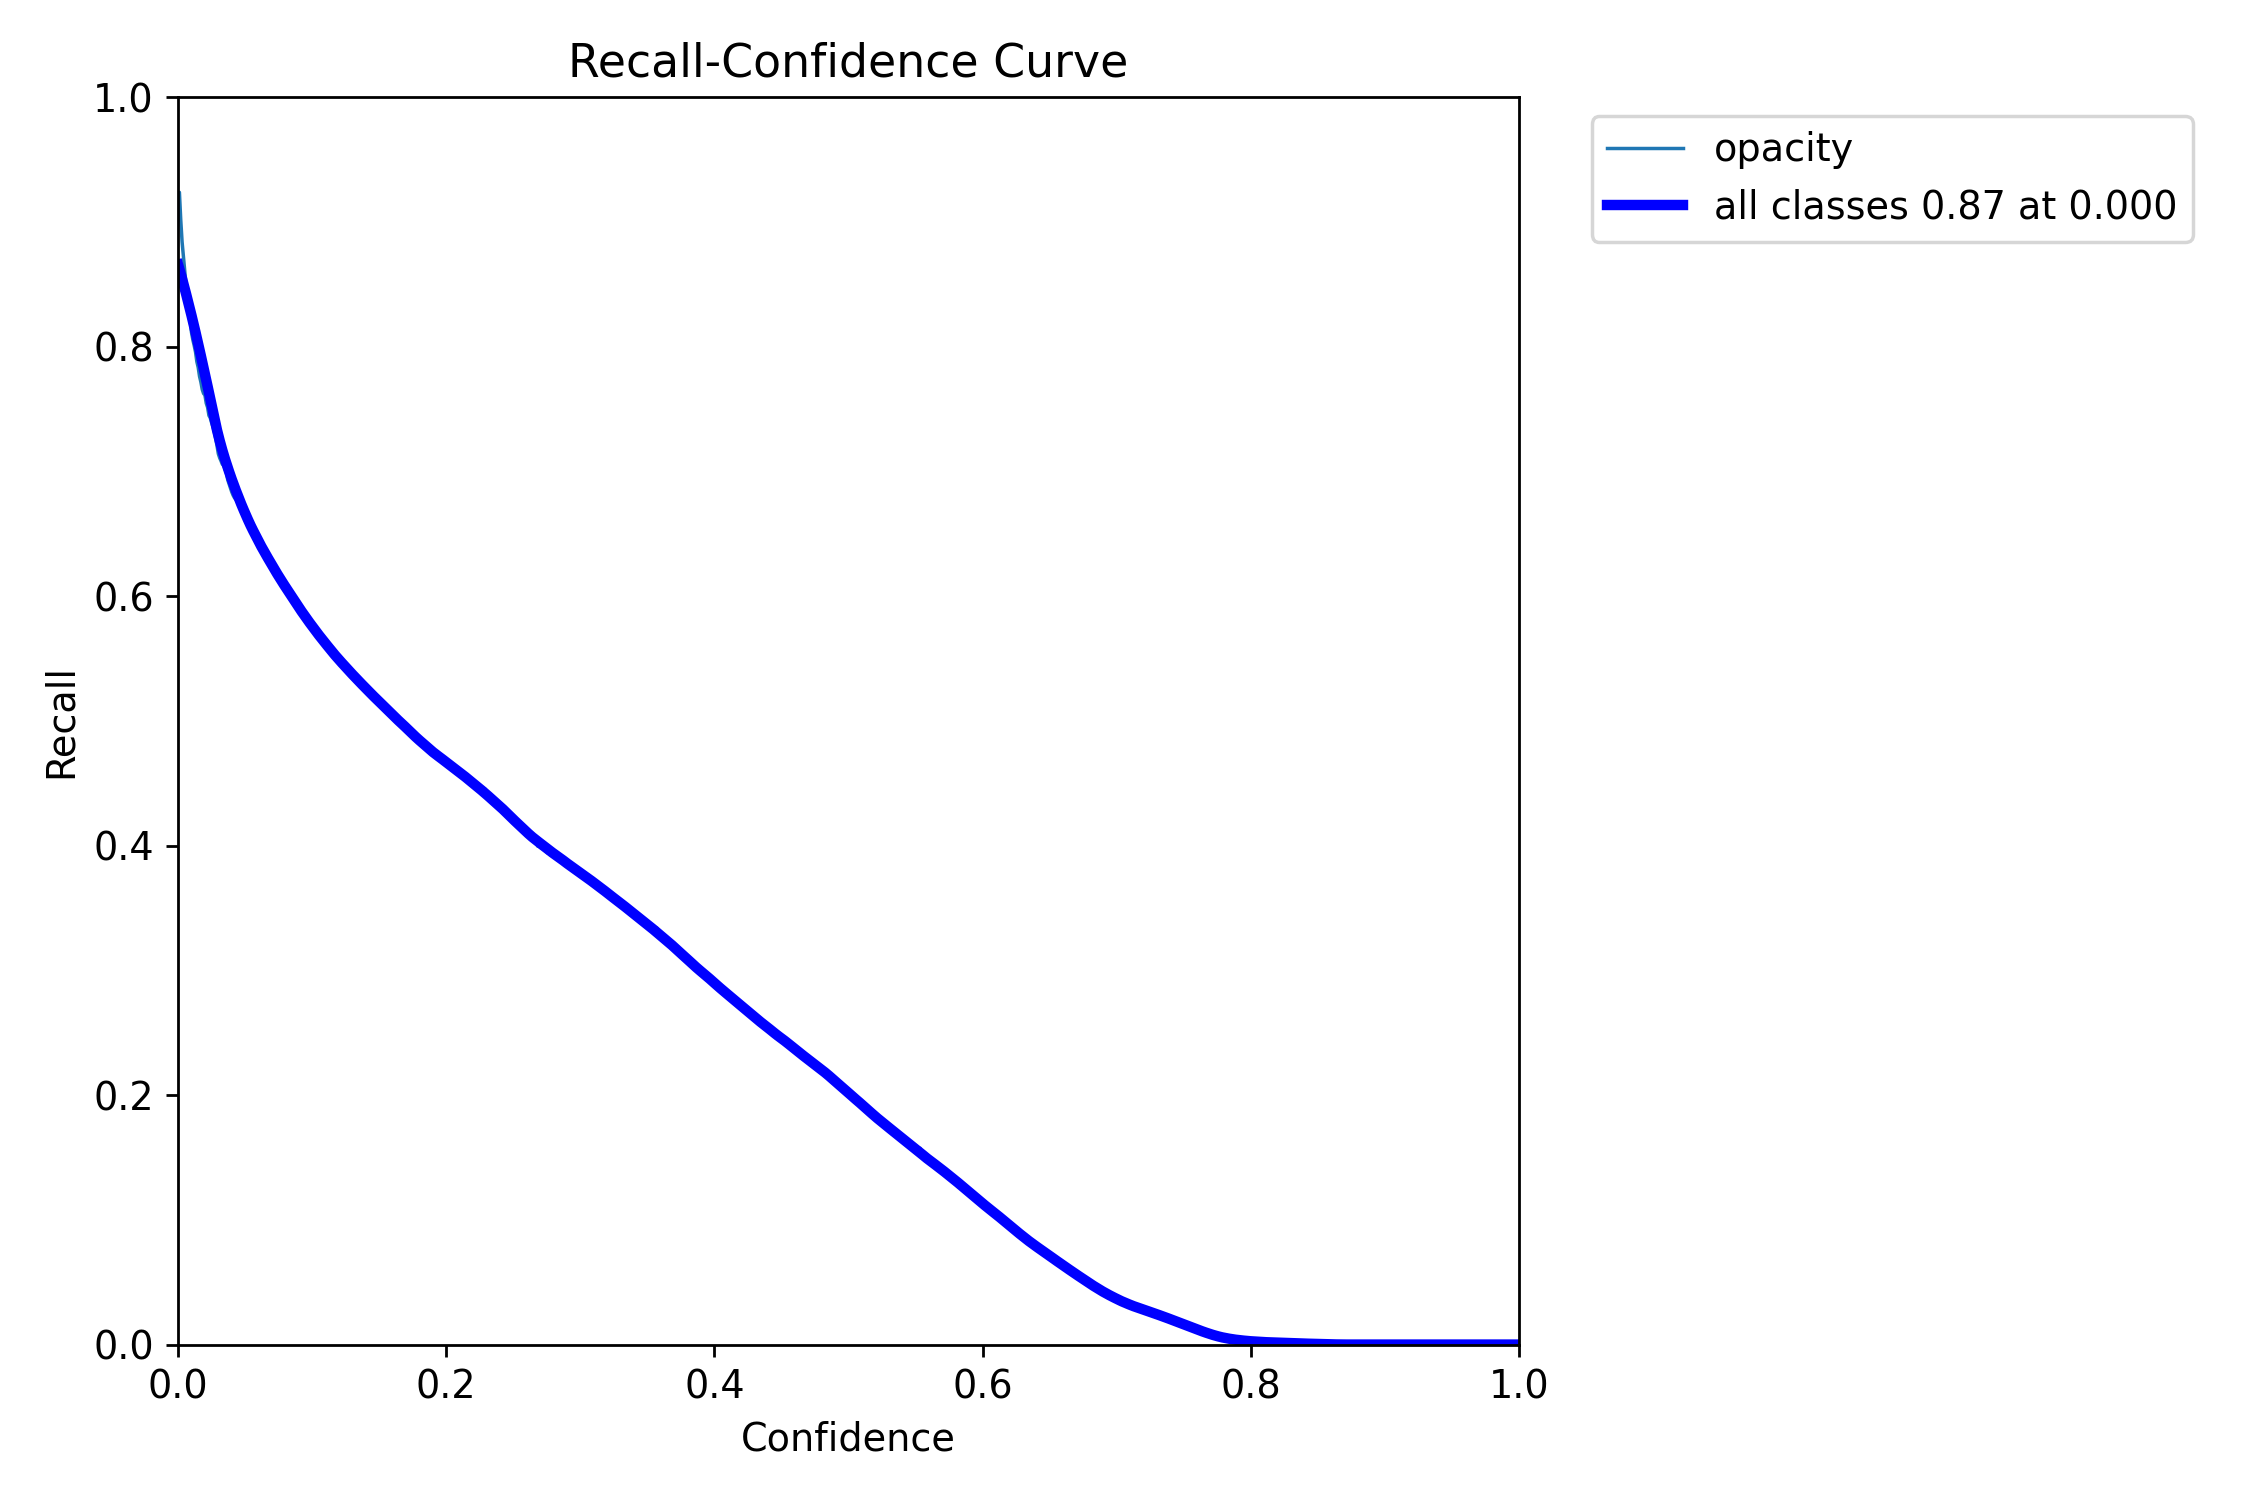 Recall-Confidence Curve
1.0
0.8
0.6
0.4
0.2
0.0
Recall
0.0 0.2 0.4 0.6 0.8 1.0
Confidence
opacity
all classes 0.87 at 0.000